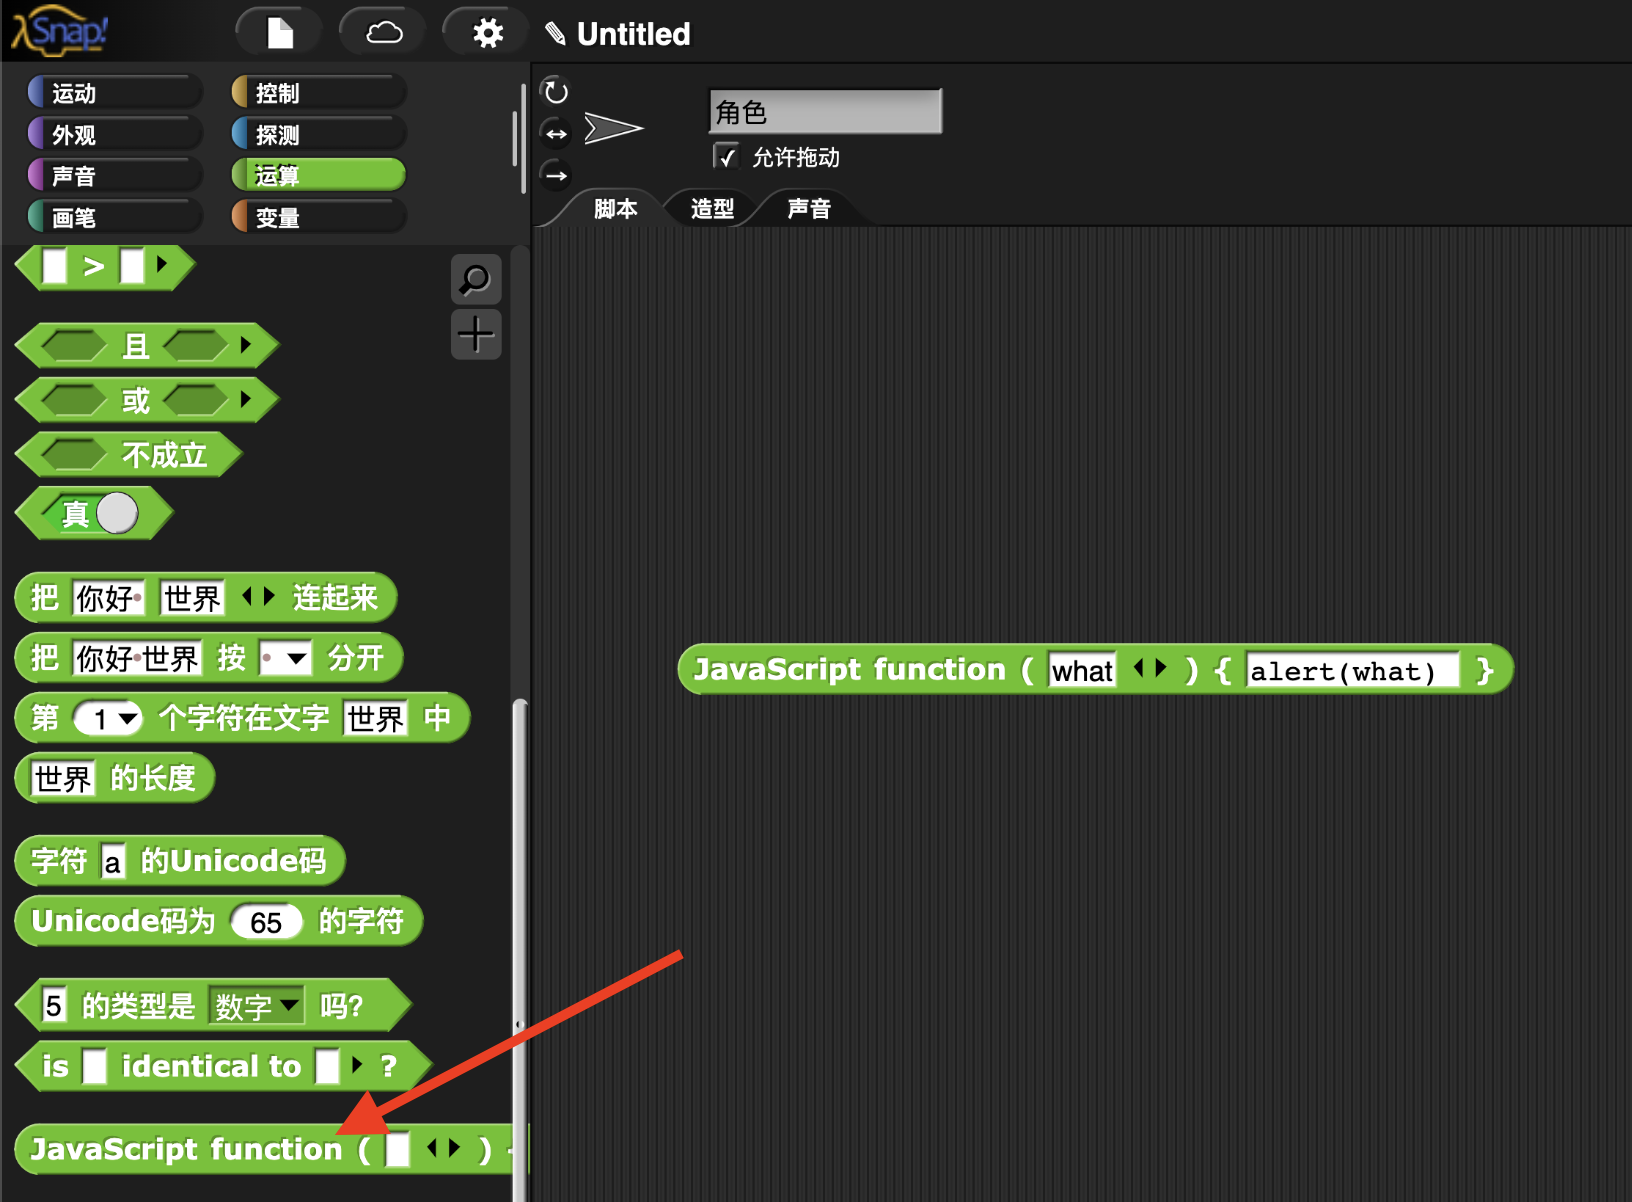 λSnap!
Untitled
运动 控制
外观 探测
声音 运算
画笔 变量
角色
允许拖动
脚本 造型 声音
>
且
或
不成立
真
把 你好 世界 连起来
把 你好 世界 按 分开
第 1 个字符在文字 世界 中
世界 的长度
字符 a 的Unicode码
Unicode码为 65 的字符
5 的类型是 数字 吗?
is identical to ?
JavaScript function ( )
JavaScript function ( what ) { alert(what) }